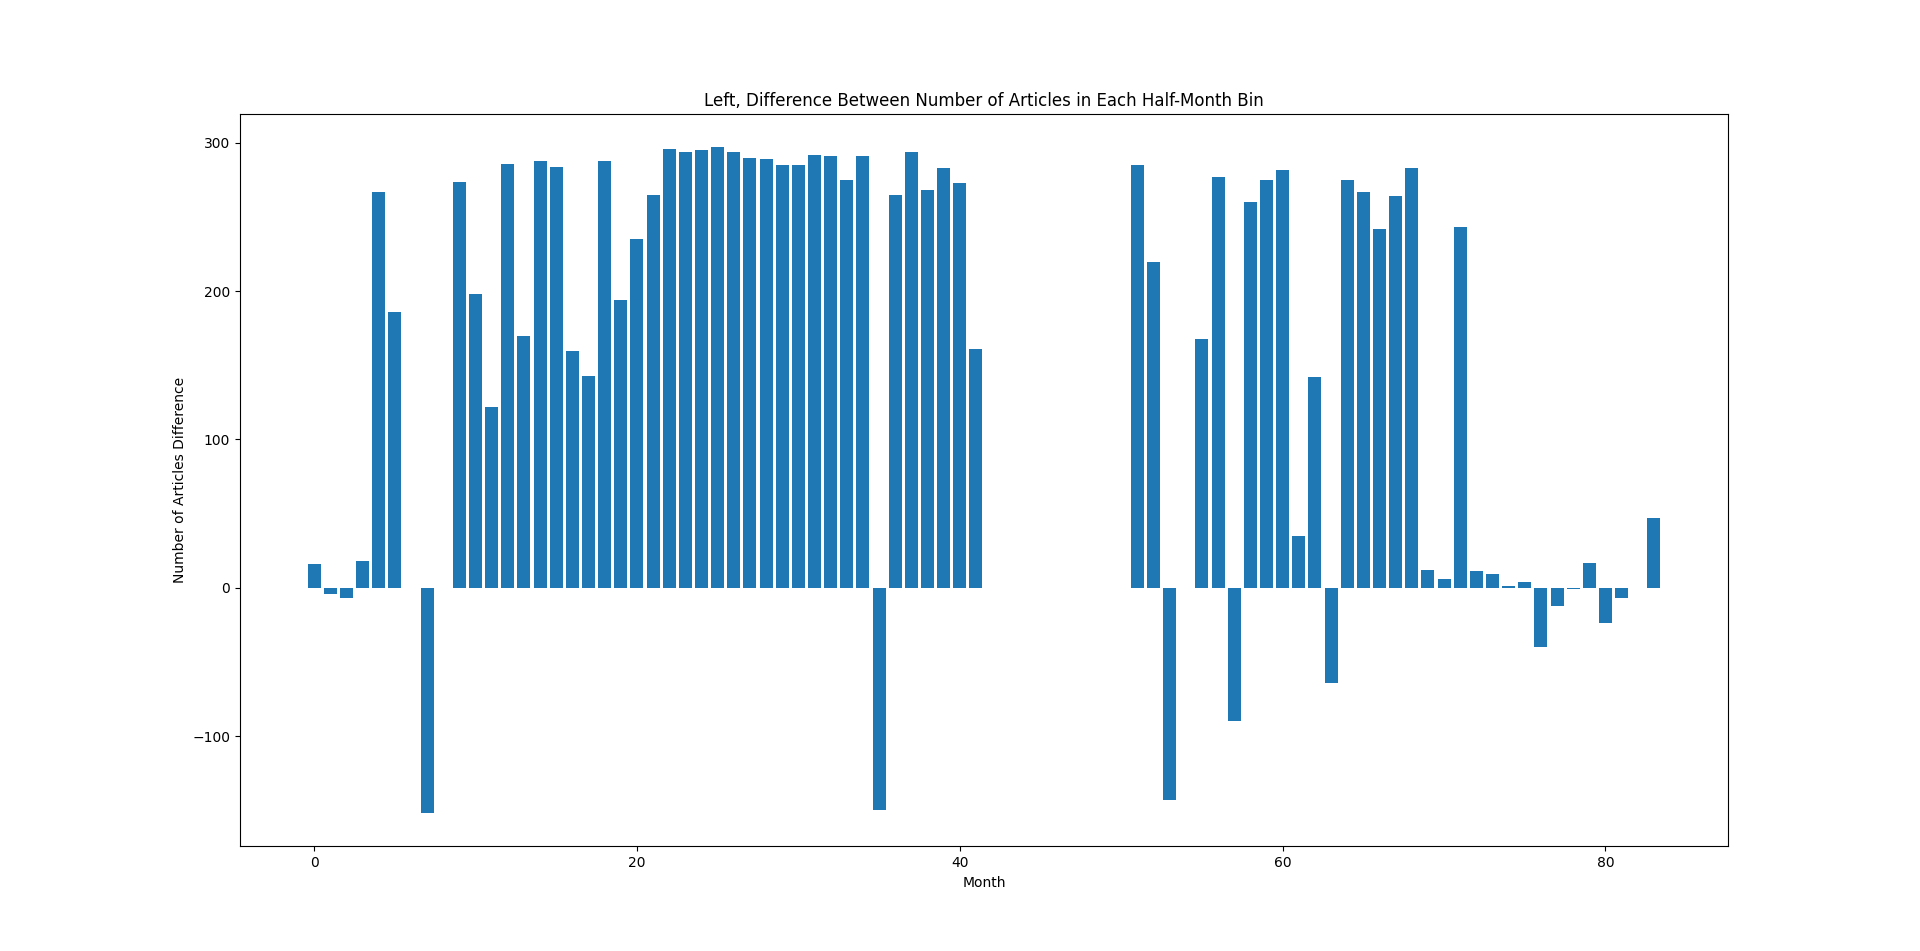 Left, Difference Between Number of Articles in Each Half-Month Bin
Number of Articles Difference
300
200
100
0
−100
0 20 40 60 80
Month